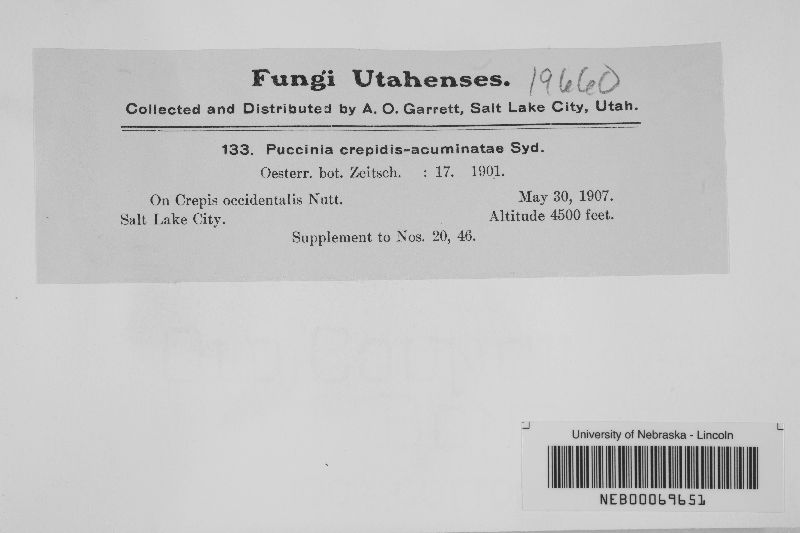 Fungi Utahenses. 19660
Collected and Distributed by A. O. Garrett, Salt Lake City, Utah.
133. Puccinia crepidis-acuminatae Syd.
Oesterr. bot. Zeitsch. : 17. 1901.
On Crepis occidentalis Nutt. May 30, 1907.
Salt Lake City. Altitude 4500 feet.
Supplement to Nos. 20, 46.
University of Nebraska - Lincoln
NEB00069651